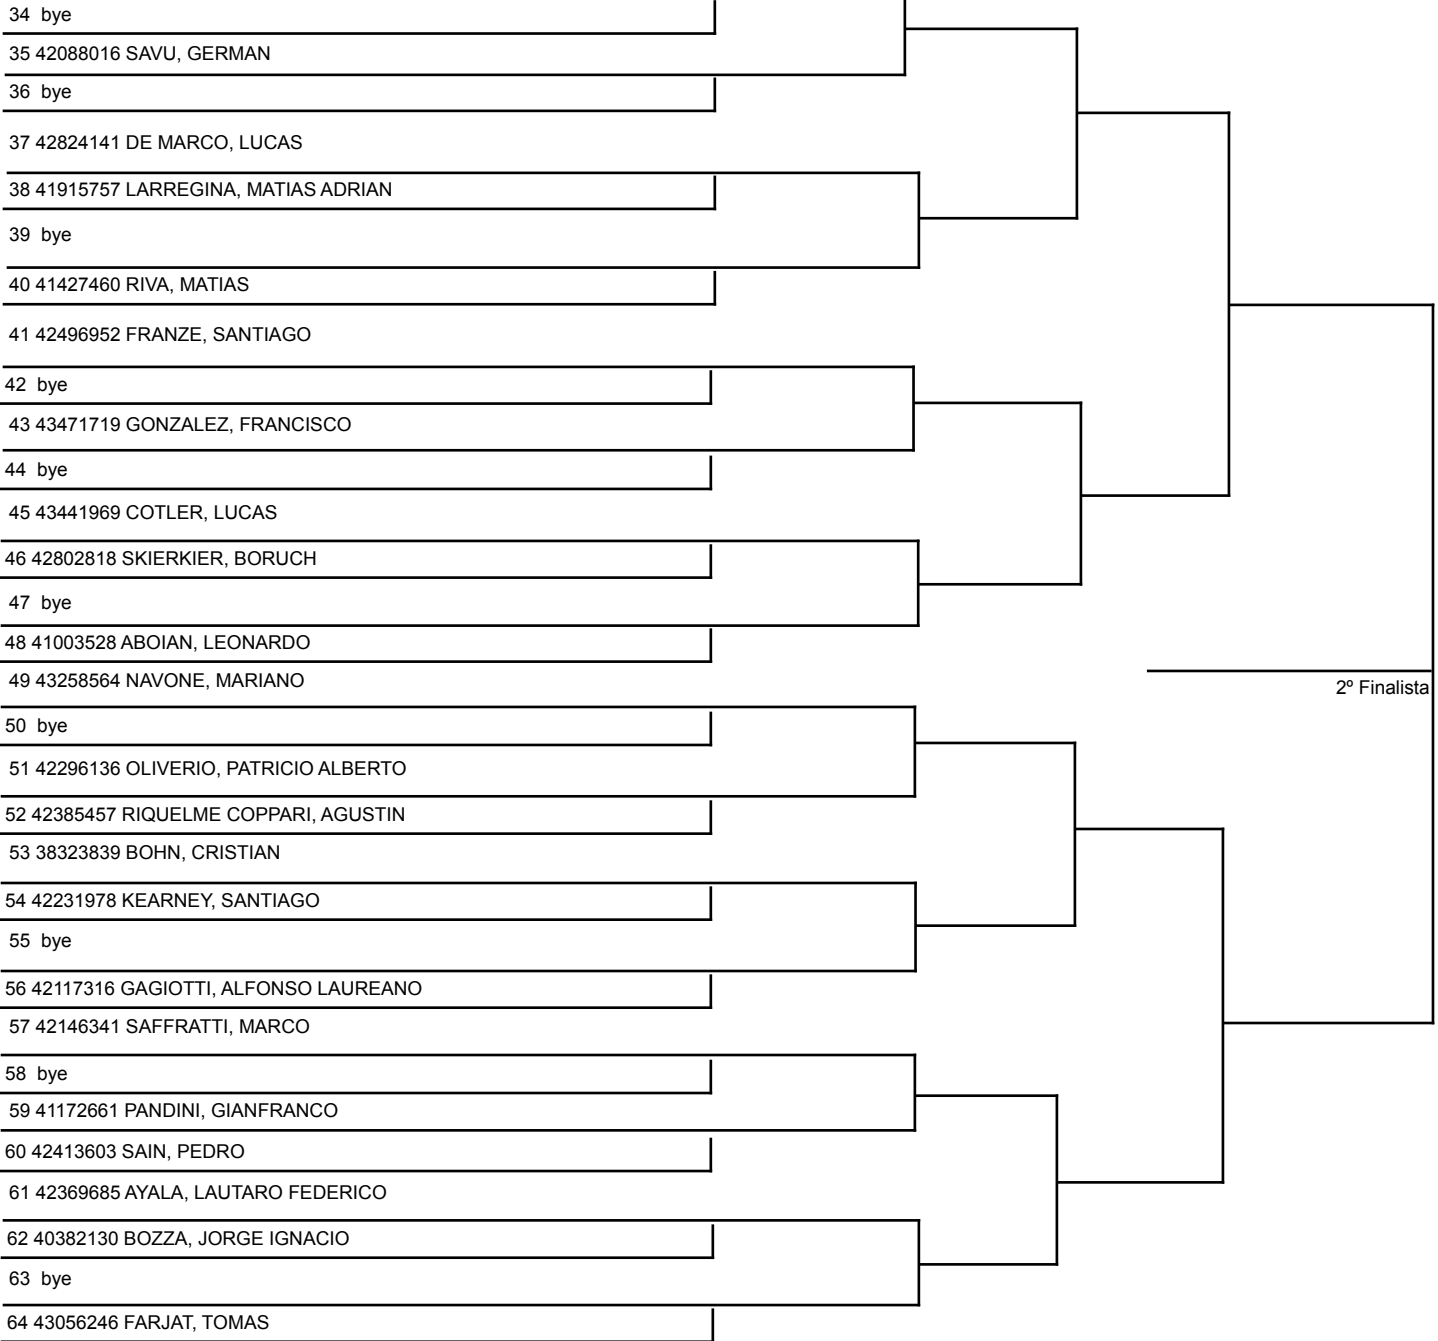 34 bye
35 42088016 SAVU, GERMAN
36 bye
37 42824141 DE MARCO, LUCAS
38 41915757 LARREGINA, MATIAS ADRIAN
39 bye
40 41427460 RIVA, MATIAS
41 42496952 FRANZE, SANTIAGO
42 bye
43 43471719 GONZALEZ, FRANCISCO
44 bye
45 43441969 COTLER, LUCAS
46 42802818 SKIERKIER, BORUCH
47 bye
48 41003528 ABOIAN, LEONARDO
49 43258564 NAVONE, MARIANO
2º Finalista
50 bye
51 42296136 OLIVERIO, PATRICIO ALBERTO
52 42385457 RIQUELME COPPARI, AGUSTIN
53 38323839 BOHN, CRISTIAN
54 42231978 KEARNEY, SANTIAGO
55 bye
56 42117316 GAGIOTTI, ALFONSO LAUREANO
57 42146341 SAFFRATTI, MARCO
58 bye
59 41172661 PANDINI, GIANFRANCO
60 42413603 SAIN, PEDRO
61 42369685 AYALA, LAUTARO FEDERICO
62 40382130 BOZZA, JORGE IGNACIO
63 bye
64 43056246 FARJAT, TOMAS